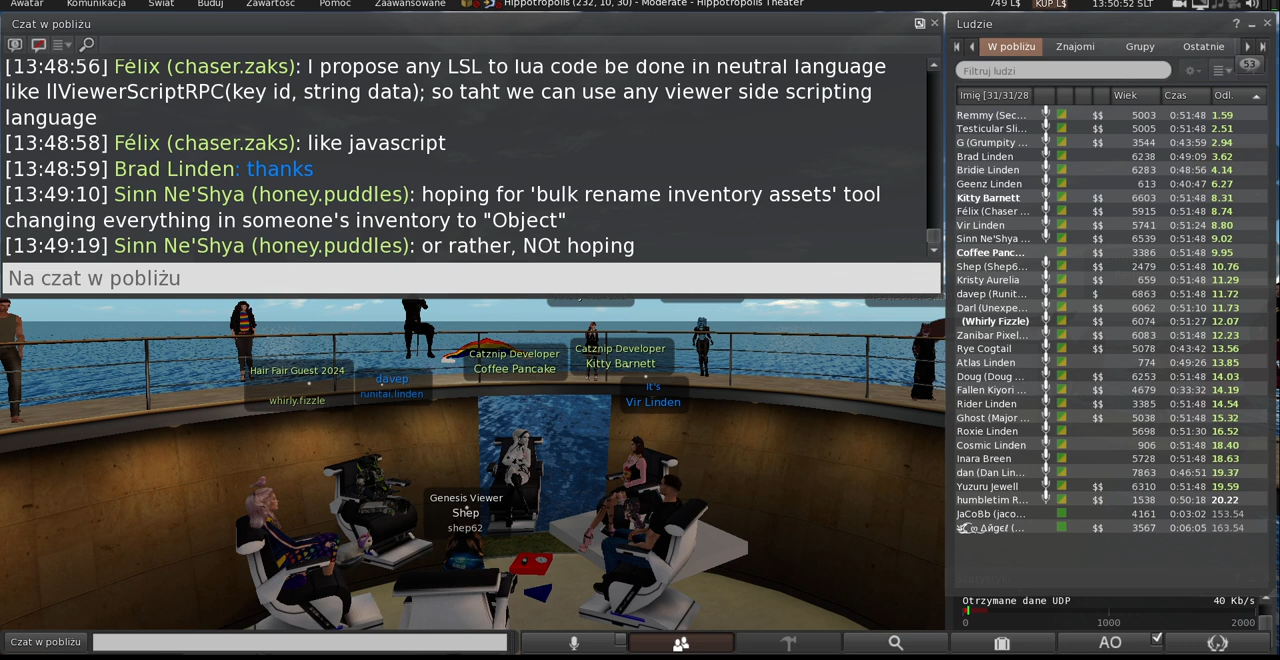 Awatar Komunikacja Świat Buduj Zawartość Pomoc Zaawansowane Hippotropolis (232, 10, 30) - Moderate - Hippotropolis Theater 749 L$ KUP L$ 13:50:52 SLT
Czat w pobliżu
[13:48:56] Félix (chaser.zaks): I propose any LSL to lua code be done in neutral language
like llViewerScriptRPC(key id, string data); so taht we can use any viewer side scripting
language
[13:48:58] Félix (chaser.zaks): like javascript
[13:48:59] Brad Linden: thanks
[13:49:10] Sinn Ne'Shya (honey.puddles): hoping for 'bulk rename inventory assets' tool
changing everything in someone's inventory to "Object"
[13:49:19] Sinn Ne'Shya (honey.puddles): or rather, NOt hoping
Na czat w pobliżu
Catznip Developer
Coffee Pancake
Catznip Developer
Kitty Barnett
Hair Fair Guest 2024
whirly.fizzle
davep
runitai.linden
It's
Vir Linden
Genesis Viewer
Shep
shep62
Ludzie
W pobliżu Znajomi Grupy Ostatnie
Filtruj ludzi 53
Imię [31/31/28 Wiek Czas Odl.
Remmy (Sec... $$ 5003 0:51:48 1.59
Testicular Sli... $$ 5005 0:51:48 2.51
G (Grumpity ... $$ 3544 0:43:59 2.94
Brad Linden 6238 0:49:09 3.62
Bridie Linden 6283 0:48:56 4.14
Geenz Linden 613 0:40:47 6.27
Kitty Barnett $$ 6603 0:51:48 8.31
Félix (Chaser ... $$ 5915 0:51:48 8.74
Vir Linden $$ 5741 0:51:24 8.80
Sinn Ne'Shya ... $$ 6539 0:51:48 9.02
Coffee Panc... $$ 3386 0:51:48 9.95
Shep (Shep6... $$ 2479 0:51:48 10.76
Kristy Aurelia $ 659 0:51:48 11.29
davep (Runit... $ 6863 0:51:48 11.72
Darl (Unexpe... $$ 6062 0:51:10 11.73
(Whirly Fizzle) $$ 6074 0:51:27 12.07
Zanibar Pixel... $$ 6083 0:51:48 12.23
Rye Cogtail $$ 5078 0:43:42 13.56
Atlas Linden 774 0:49:26 13.85
Doug (Doug ... $$ 6253 0:51:48 14.03
Fallen Kiyori ... $$ 4679 0:33:32 14.19
Rider Linden $$ 3385 0:51:48 14.54
Ghost (Major ... $$ 5038 0:51:48 15.32
Roxie Linden 5698 0:51:30 16.52
Cosmic Linden 906 0:51:48 18.40
Inara Breen 5728 0:51:48 18.63
dan (Dan Lin... 7863 0:46:51 19.37
Yuzuru Jewell $$ 6310 0:51:48 19.59
humbletim R... $$ 1538 0:50:18 20.22
JaCoBb (jaco... 4161 0:03:02 153.54
$$ 3567 0:06:05 163.54
Otrzymane dane UDP 40 Kb/s
0 1000 2000
Czat w pobliżu AO